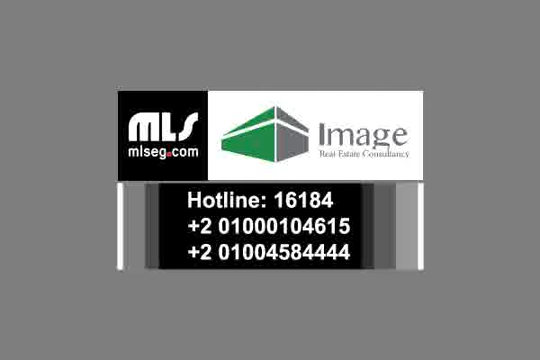 MLS
mlseg.com
Image
Real Estate Consultancy
Hotline: 16184
+2 01000104615
+2 01004584444